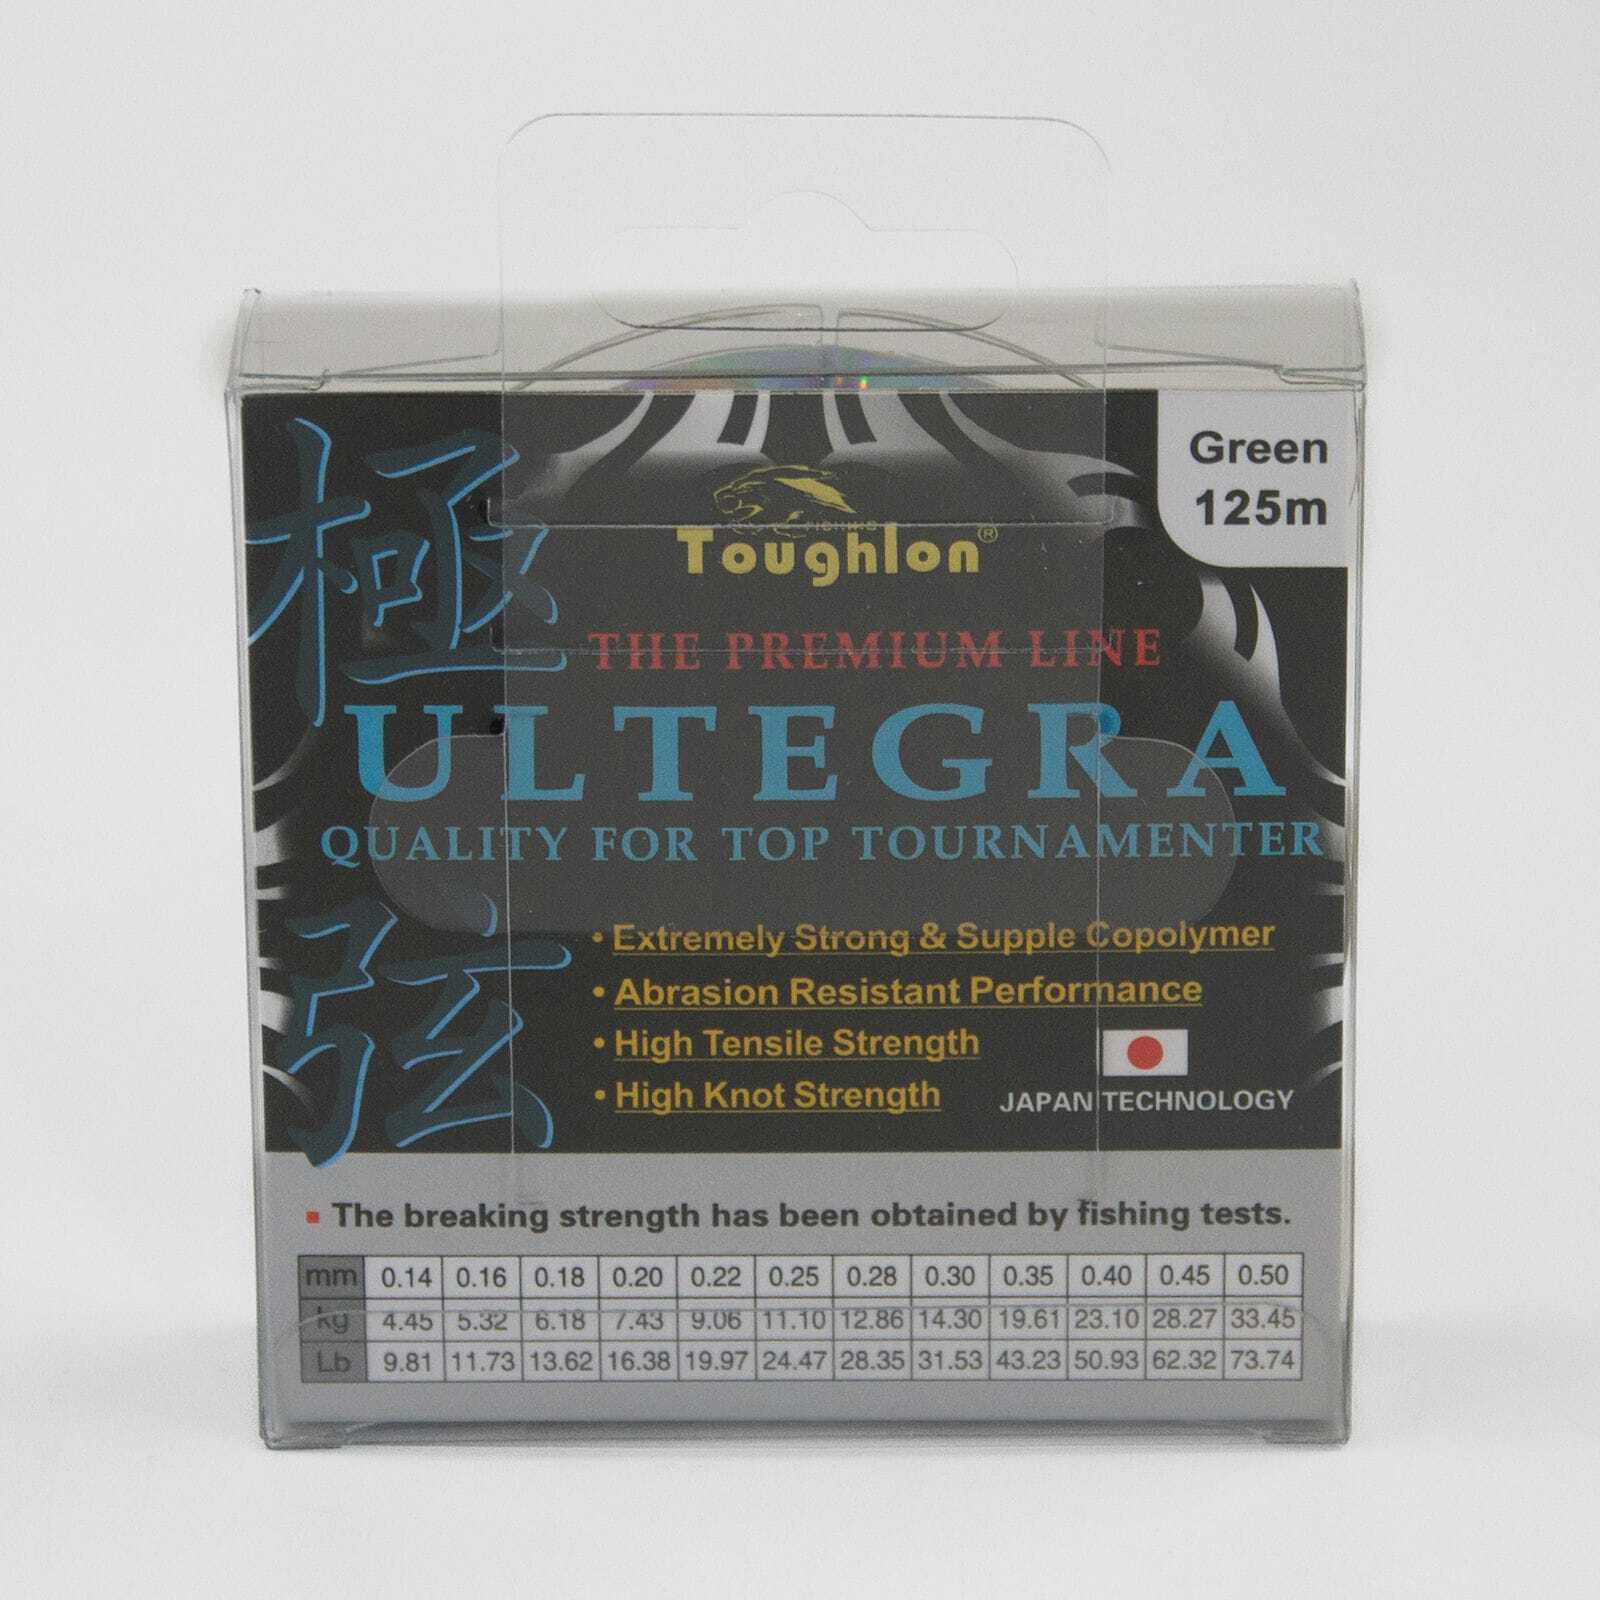 極弦
Green
125m
FISHING
Toughlon®
THE PREMIUM LINE
ULTEGRA
QUALITY FOR TOP TOURNAMENTER
• Extremely Strong & Supple Copolymer
• Abrasion Resistant Performance
• High Tensile Strength
• High Knot Strength
JAPAN TECHNOLOGY
The breaking strength has been obtained by fishing tests.
mm 0.14 0.16 0.18 0.20 0.22 0.25 0.28 0.30 0.35 0.40 0.45 0.50
kg 4.45 5.32 6.18 7.43 9.06 11.10 12.86 14.30 19.61 23.10 28.27 33.45
Lb 9.81 11.73 13.62 16.38 19.97 24.47 28.35 31.53 43.23 50.93 62.32 73.74